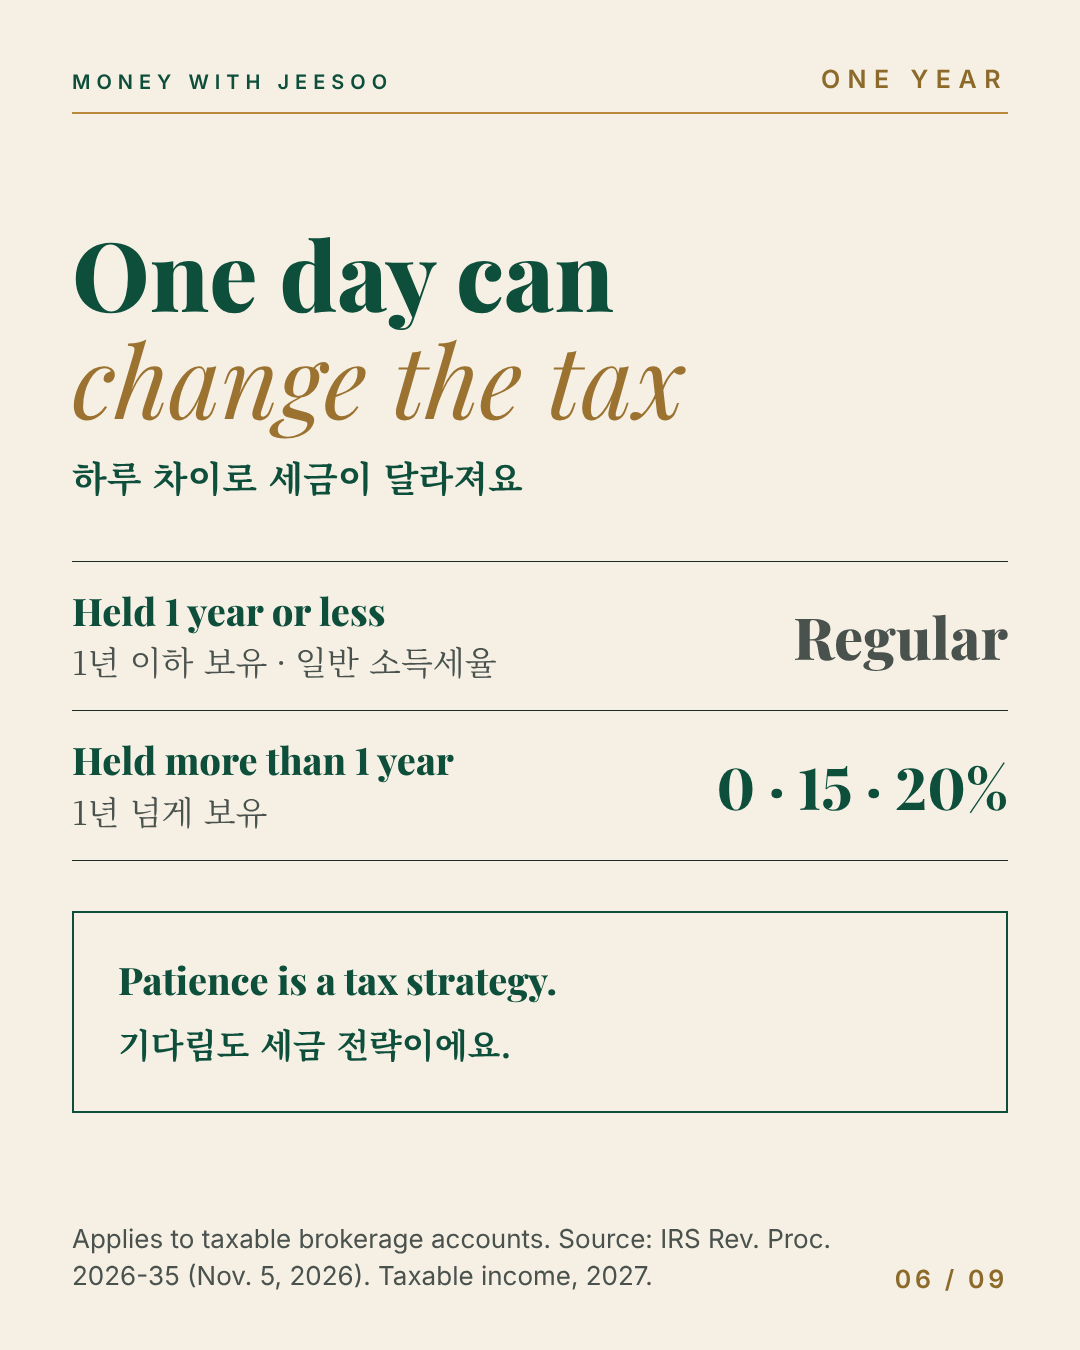 MONEY WITH JEESOO
ONE YEAR
One day can
change the tax
하루 차이로 세금이 달라져요
Held 1 year or less
1년 이하 보유 · 일반 소득세율
Regular
Held more than 1 year
1년 넘게 보유
0 · 15 · 20%
Patience is a tax strategy.
기다림도 세금 전략이에요.
Applies to taxable brokerage accounts. Source: IRS Rev. Proc.
2026-35 (Nov. 5, 2026). Taxable income, 2027.
06 / 09